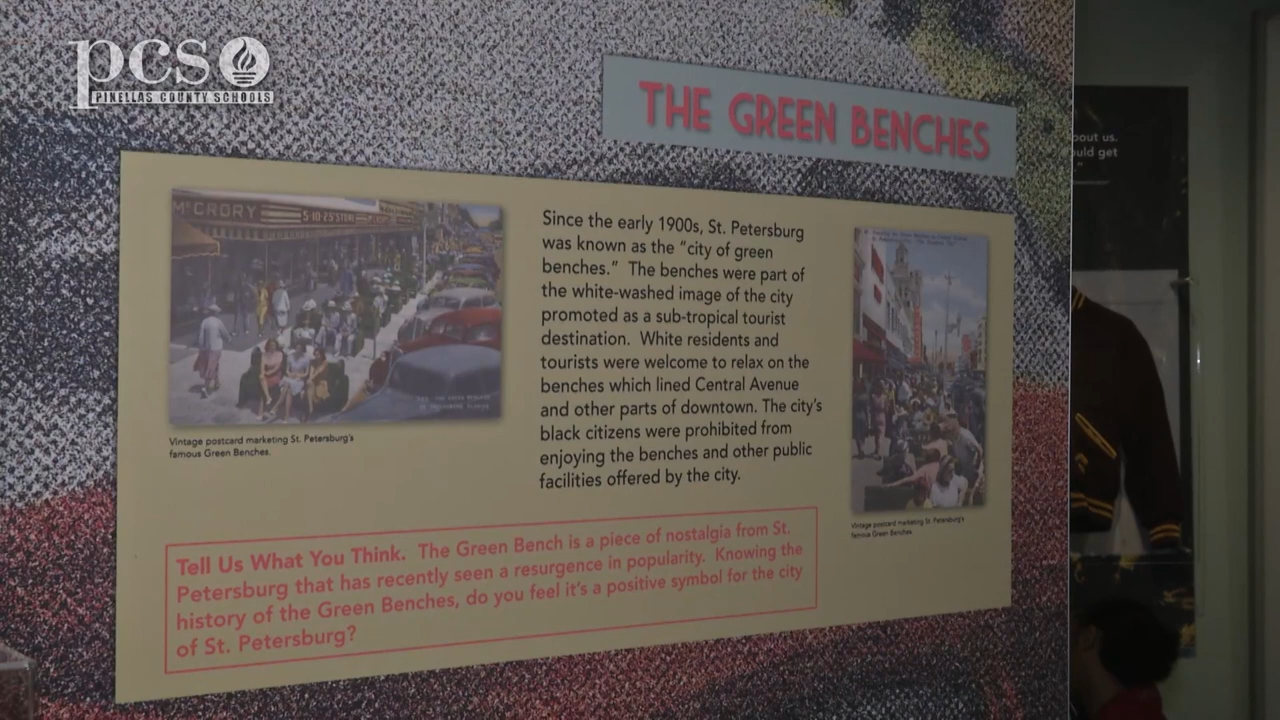 pcs
PINELLAS COUNTY SCHOOLS
THE GREEN BENCHES
McCRORY
5-10-25¢ STORE
Vintage postcard marketing St. Petersburg's
famous Green Benches.
Since the early 1900s, St. Petersburg
was known as the "city of green
benches."  The benches were part of
the white-washed image of the city
promoted as a sub-tropical tourist
destination.  White residents and
tourists were welcome to relax on the
benches which lined Central Avenue
and other parts of downtown. The city's
black citizens were prohibited from
enjoying the benches and other public
facilities offered by the city.
Vintage postcard marketing St. Petersburg's
famous Green Benches.
Tell Us What You Think.  The Green Bench is a piece of nostalgia from St.
Petersburg that has recently seen a resurgence in popularity.  Knowing the
history of the Green Benches, do you feel it's a positive symbol for the city
of St. Petersburg?
out us.
uld get
"